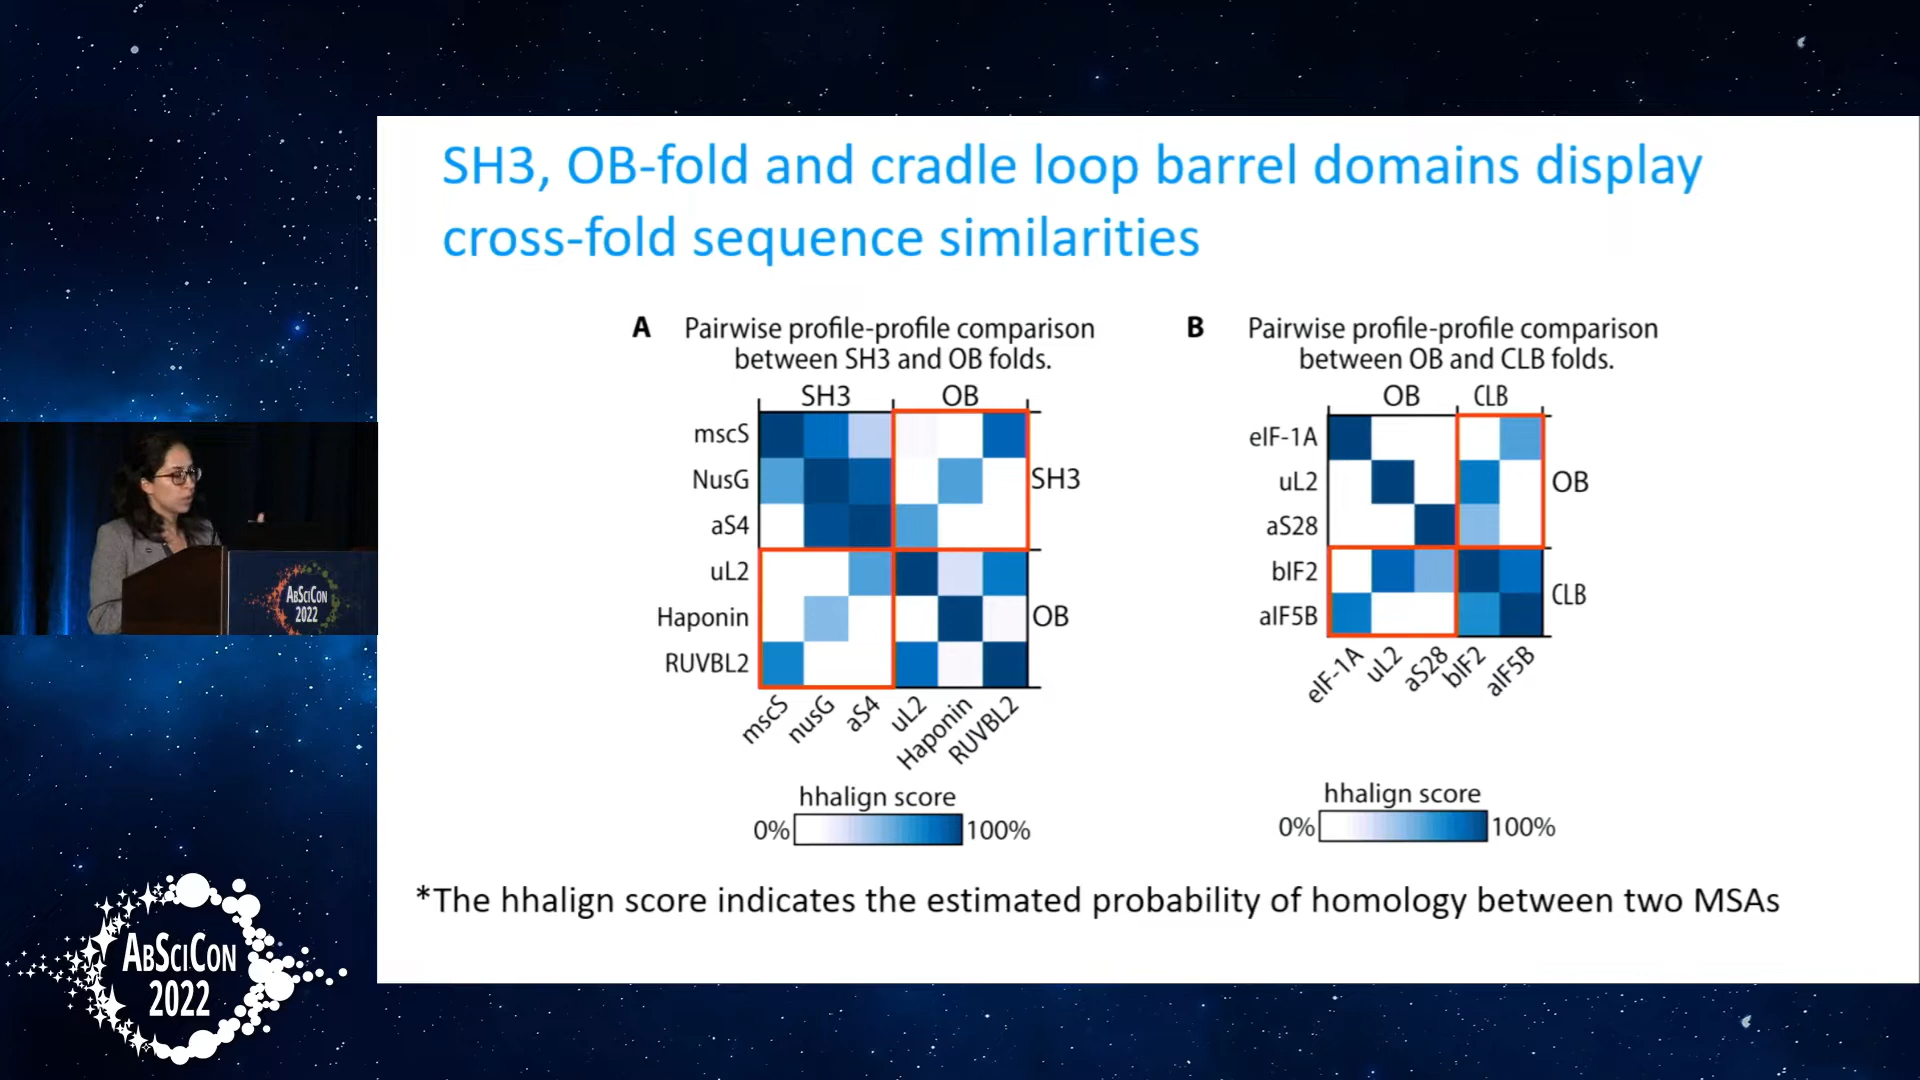 SH3, OB-fold and cradle loop barrel domains display
cross-fold sequence similarities
A Pairwise profile-profile comparison
between SH3 and OB folds.
SH3 OB
mscS
NusG
SH3
aS4
uL2
Haponin
OB
RUVBL2
mscS nusG aS4 uL2 Haponin RUVBL2
hhalign score
0% 100%
B Pairwise profile-profile comparison
between OB and CLB folds.
OB CLB
eIF-1A
uL2
OB
aS28
bIF2
CLB
aIF5B
eIF-1A uL2 aS28 bIF2 aIF5B
hhalign score
0% 100%
*The hhalign score indicates the estimated probability of homology between two MSAs
ABSCICON
2022
ABSCICON
2022